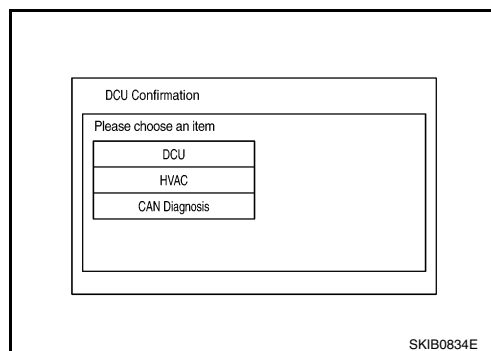 DCU Confirmation
Please choose an item
DCU
HVAC
CAN Diagnosis
SKIB0834E